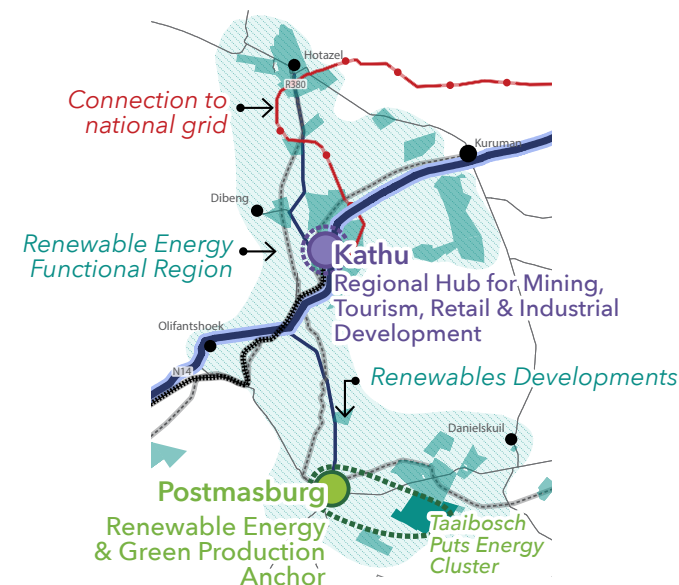 Hotazel
R380
Connection to
national grid
Kuruman
Dibeng
Renewable Energy
Functional Region
Kathu
Regional Hub for Mining,
Tourism, Retail & Industrial
Development
Olifantshoek
N14
Renewables Developments
Danielskuil
Postmasburg
Renewable Energy
& Green Production
Anchor
Taaibosch
Puts Energy
Cluster